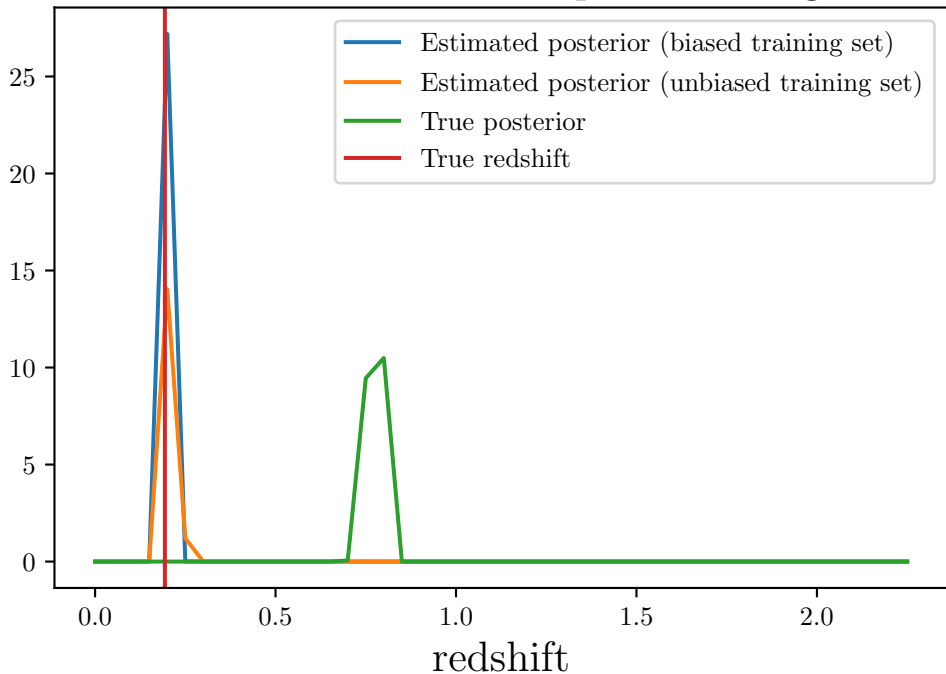 Estimated posterior (biased training set)
Estimated posterior (unbiased training set)
True posterior
True redshift
25
20
15
10
5
0
0.0 0.5 1.0 1.5 2.0
redshift